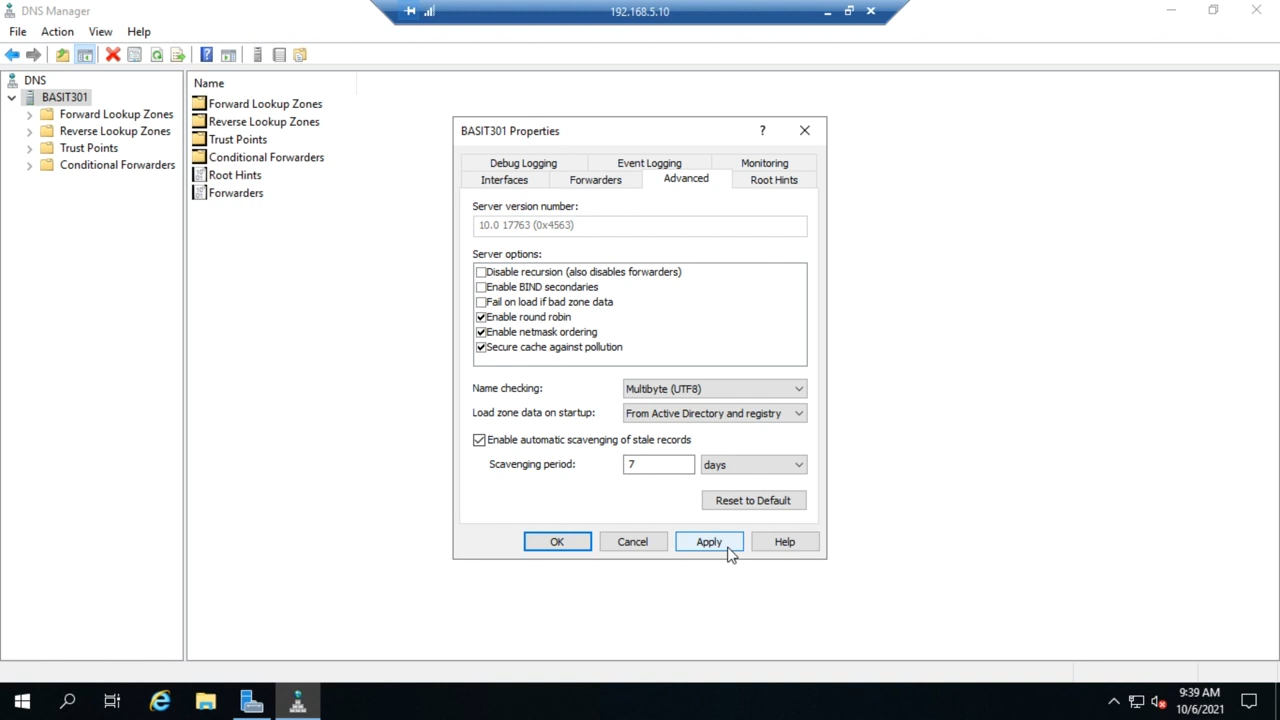 DNS Manager
192.168.5.10
File Action View Help
DNS
BASIT301
Forward Lookup Zones
Reverse Lookup Zones
Trust Points
Conditional Forwarders
Name
Forward Lookup Zones
Reverse Lookup Zones
Trust Points
Conditional Forwarders
Root Hints
Forwarders
BASIT301 Properties
Debug Logging Event Logging Monitoring
Interfaces Forwarders Advanced Root Hints
Server version number:
10.0 17763 (0x4563)
Server options:
Disable recursion (also disables forwarders)
Enable BIND secondaries
Fail on load if bad zone data
Enable round robin
Enable netmask ordering
Secure cache against pollution
Name checking: Multibyte (UTF8)
Load zone data on startup: From Active Directory and registry
Enable automatic scavenging of stale records
Scavenging period: 7 days
Reset to Default
OK Cancel Apply Help
9:39 AM
10/6/2021